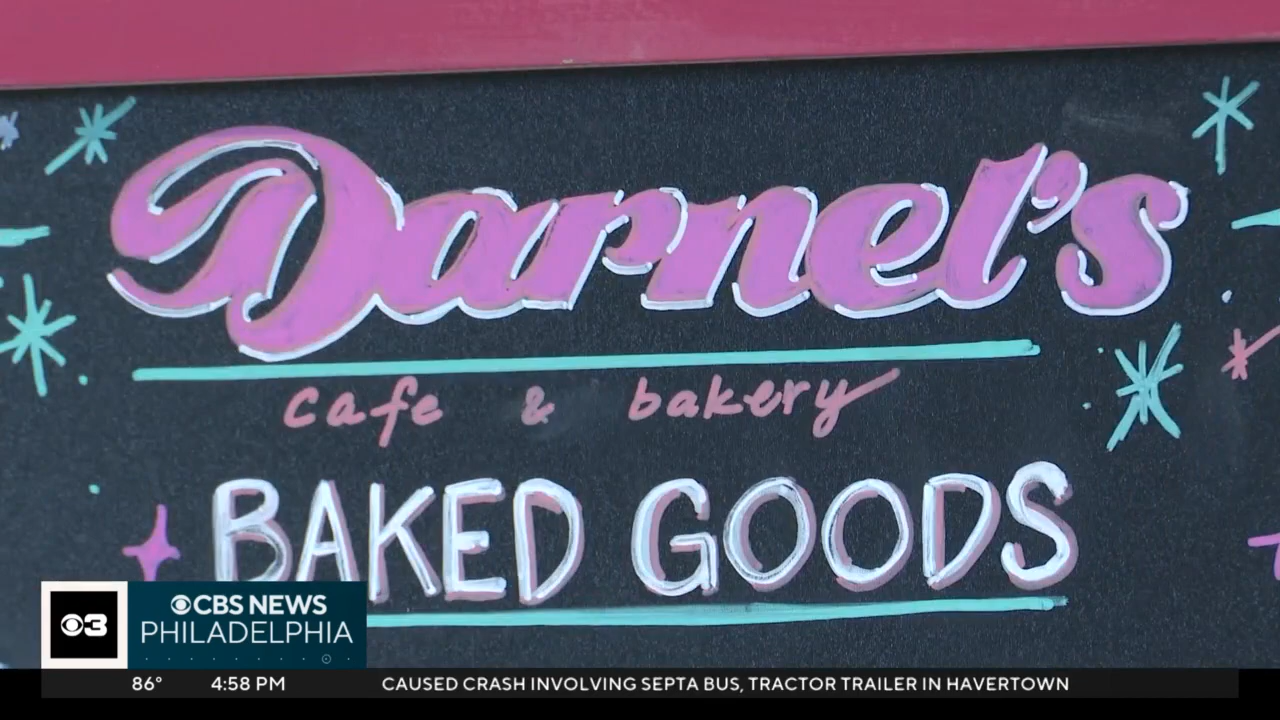 Darnel's
cafe & bakery
BAKED GOODS
3
CBS NEWS
PHILADELPHIA
86° 4:58 PM CAUSED CRASH INVOLVING SEPTA BUS, TRACTOR TRAILER IN HAVERTOWN